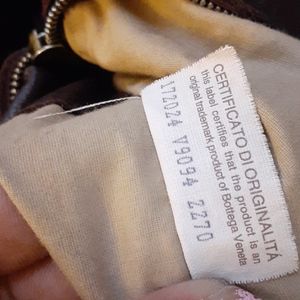 CERTIFICATO DI ORIGINALITÁ
this label certifies that the product is an
original trademark product of Bottega Veneta
172024 V9094 2270